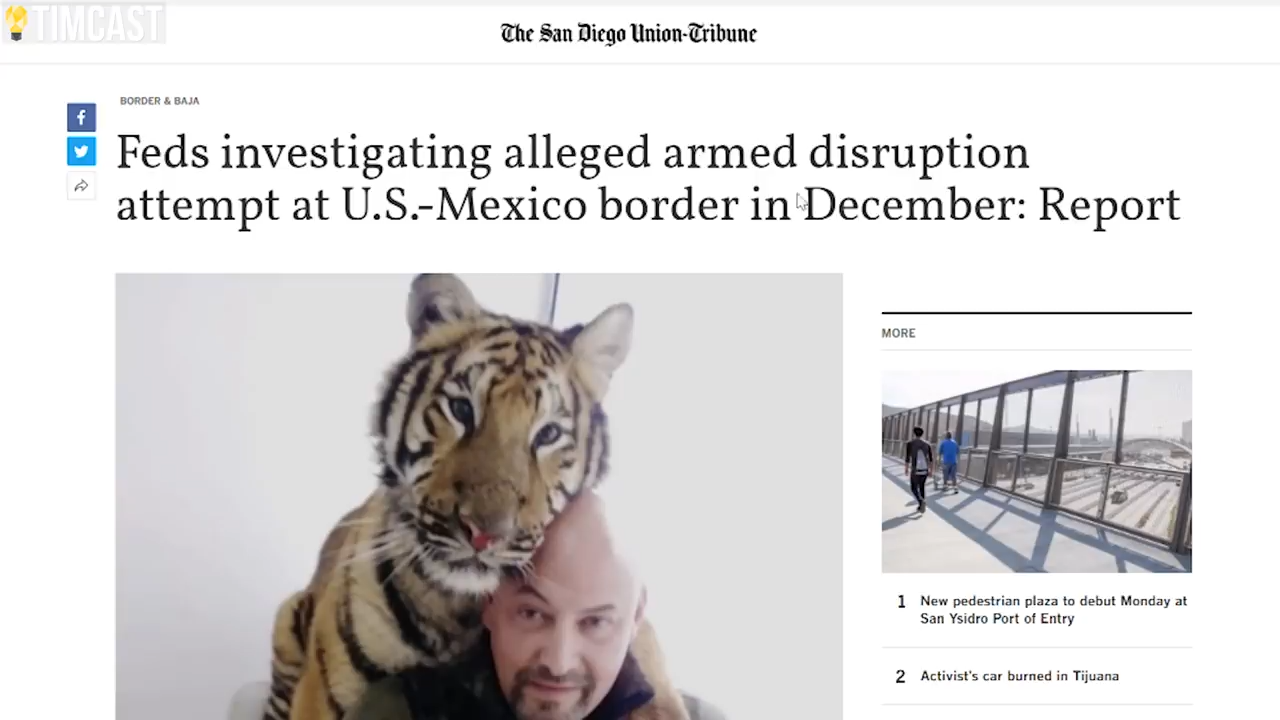 TIMCAST
The San Diego Union-Tribune
BORDER & BAJA
Feds investigating alleged armed disruption
attempt at U.S.-Mexico border in December: Report
MORE
1 New pedestrian plaza to debut Monday at
San Ysidro Port of Entry
2 Activist's car burned in Tijuana